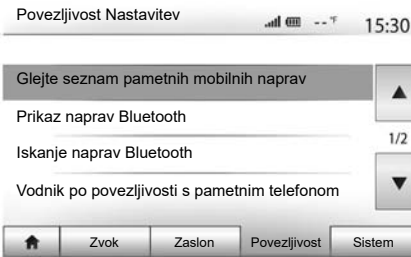 Povezljivost Nastavitev
-- °F 15:30
Glejte seznam pametnih mobilnih naprav
Prikaz naprav Bluetooth
1/2
Iskanje naprav Bluetooth
Vodnik po povezljivosti s pametnim telefonom
Zvok Zaslon Povezljivost Sistem